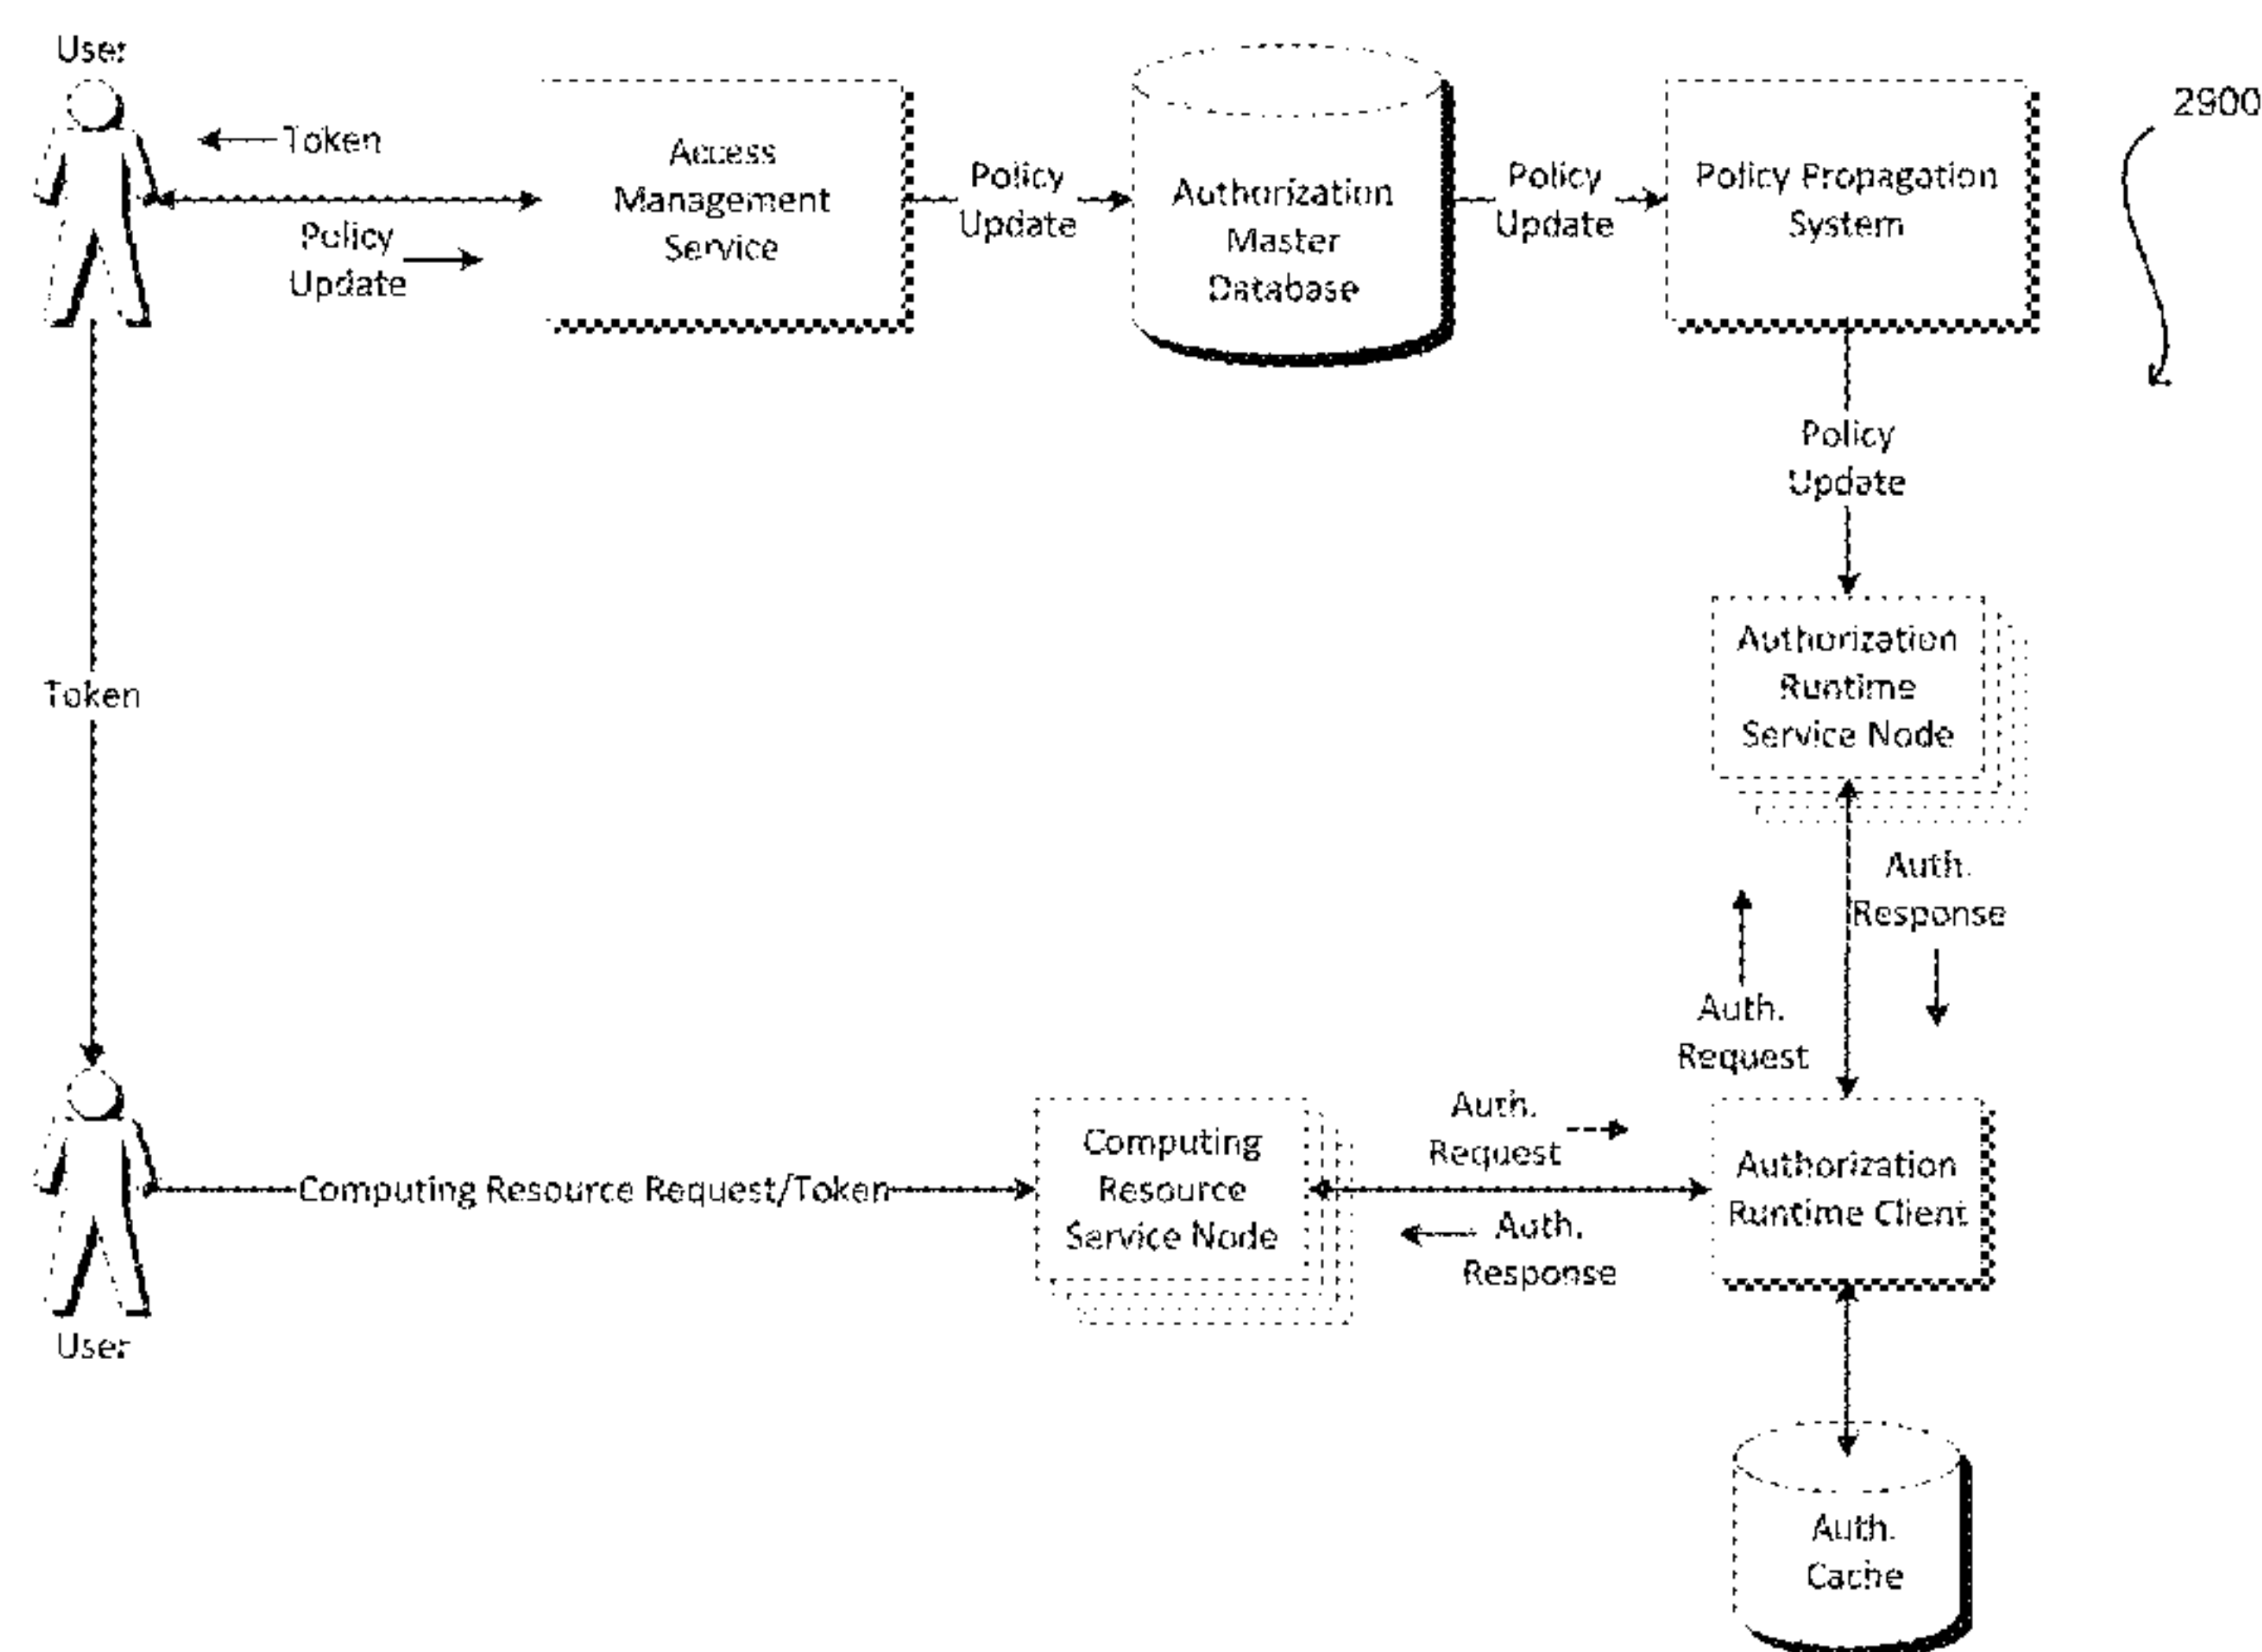 User
2900
Token
Access
Management
Service
Policy
Update
Policy
Update
Authorization
Master
Database
Policy
Update
Policy Propagation
System
Policy
Update
Authorization
Runtime
Service Node
Token
Auth.
Response
Auth.
Request
Auth.
Request
Computing Resource Request/Token
Computing
Resource
Service Node
Authorization
Runtime Client
Auth.
Response
User
Auth.
Cache